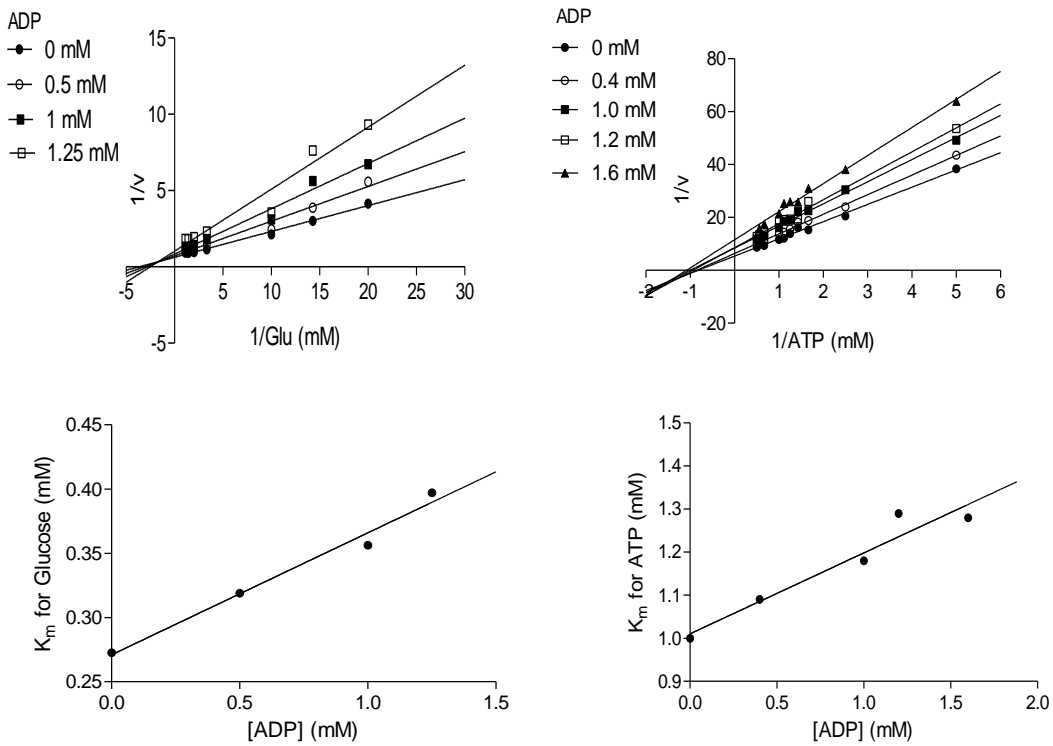 ADP
0 mM
0.5 mM
1 mM
1.25 mM
15
10
5
-5
-5
5
10
15
20
25
30
1/v
1/Glu (mM)
ADP
0 mM
0.4 mM
1.0 mM
1.2 mM
1.6 mM
80
60
40
20
-20
-2
-1
1
2
3
4
5
6
1/v
1/ATP (mM)
0.45
0.40
0.35
0.30
0.25
0.0
0.5
1.0
1.5
Km for Glucose (mM)
[ADP] (mM)
1.5
1.4
1.3
1.2
1.1
1.0
0.9
0.0
0.5
1.0
1.5
2.0
Km for ATP (mM)
[ADP] (mM)